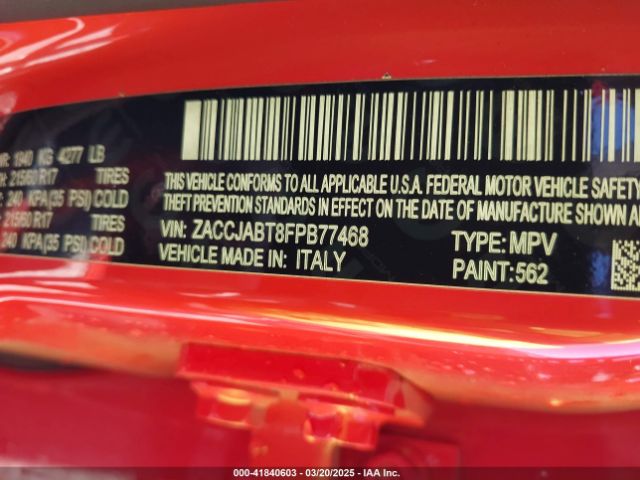 1940 KG 4277 LB
215/60 R17 TIRES
240 KPA(35 PSI) COLD
215/60 R17 TIRES
240 KPA(35 PSI) COLD
THIS VEHICLE CONFORMS TO ALL APPLICABLE U.S.A. FEDERAL MOTOR VEHICLE SAFETY
THEFT PREVENTION STANDARDS IN EFFECT ON THE DATE OF MANUFACTURE SHOWN A
VIN: ZACCJABT8FPB77468 TYPE: MPV
VEHICLE MADE IN: ITALY PAINT: 562
000-41840603 - 03/20/2025 - IAA Inc.